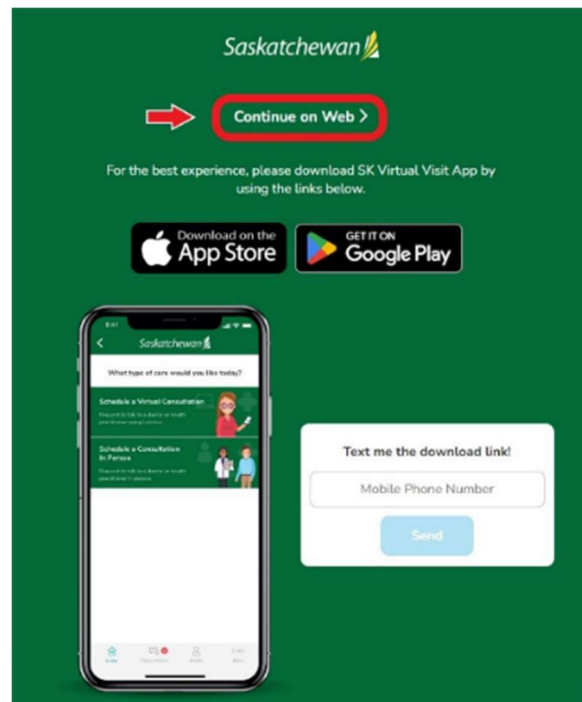 Saskatchewan
Continue on Web >
For the best experience, please download SK Virtual Visit App by
using the links below.
Download on the
App Store
GET IT ON
Google Play
Saskatchewan
What type of care would you like today?
Schedule a Virtual Consultation
Schedule a Consultation
In Person
Text me the download link!
Mobile Phone Number
Send